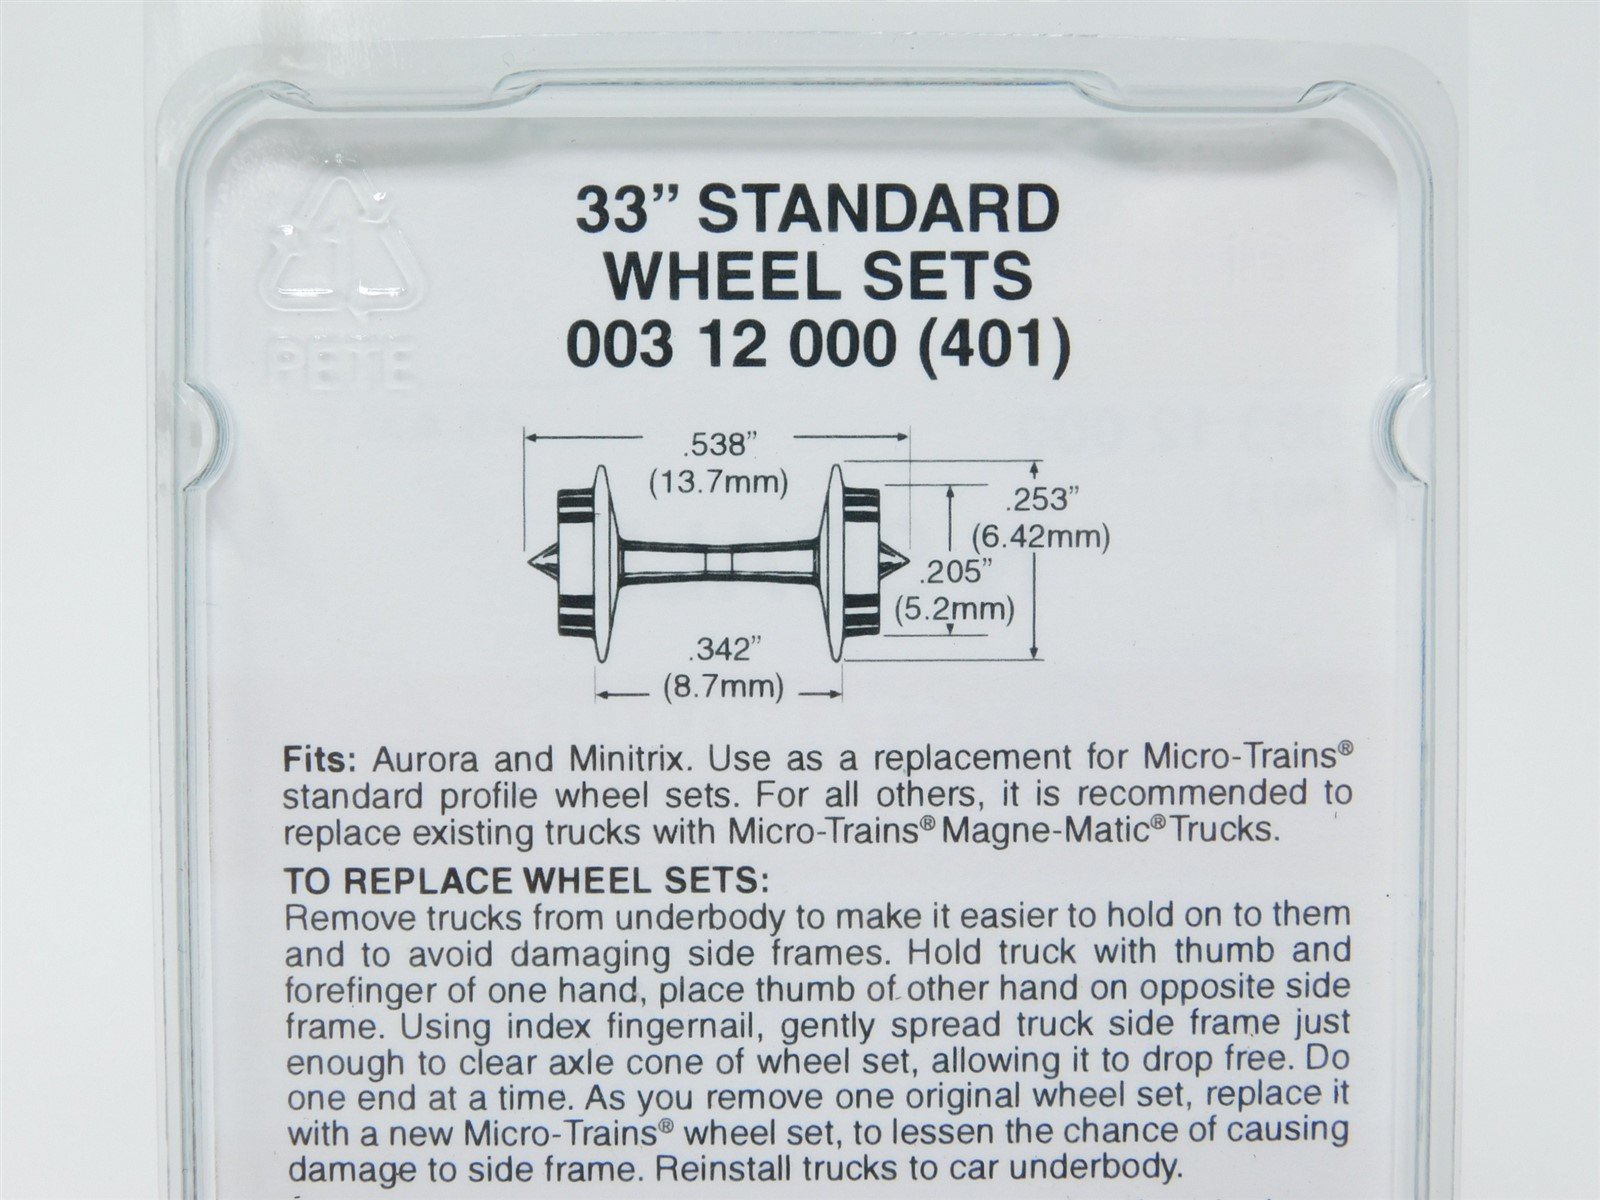 PETE
33” STANDARD
WHEEL SETS
003 12 000 (401)
.538”
(13.7mm)
.253”
(6.42mm)
.205”
(5.2mm)
.342”
(8.7mm)
Fits: Aurora and Minitrix. Use as a replacement for Micro-Trains®
standard profile wheel sets. For all others, it is recommended to
replace existing trucks with Micro-Trains® Magne-Matic® Trucks.
TO REPLACE WHEEL SETS:
Remove trucks from underbody to make it easier to hold on to them
and to avoid damaging side frames. Hold truck with thumb and
forefinger of one hand, place thumb of other hand on opposite side
frame. Using index fingernail, gently spread truck side frame just
enough to clear axle cone of wheel set, allowing it to drop free. Do
one end at a time. As you remove one original wheel set, replace it
with a new Micro-Trains® wheel set, to lessen the chance of causing
damage to side frame. Reinstall trucks to car underbody.